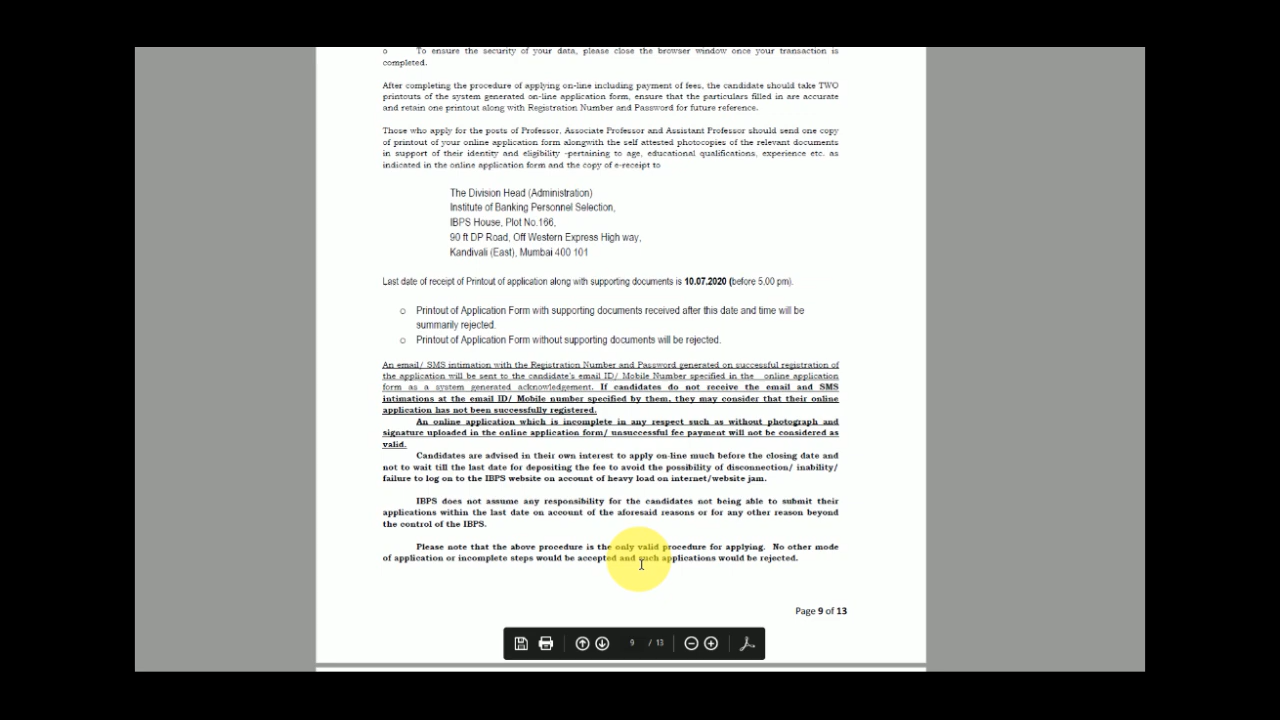 o To ensure the security of your data, please close the browser window once your transaction is
completed.
After completing the procedure of applying on-line including payment of fees, the candidate should take TWO
printouts of the system generated on-line application form, ensure that the particulars filled in are accurate
and retain one printout along with Registration Number and Password for future reference.
Those who apply for the posts of Professor, Associate Professor and Assistant Professor should send one copy
of printout of your online application form alongwith the self attested photocopies of the relevant documents
in support of their identity and eligibility -pertaining to age, educational qualifications, experience etc. as
indicated in the online application form and the copy of e-receipt to
The Division Head (Administration)
Institute of Banking Personnel Selection,
IBPS House, Plot No.166,
90 ft DP Road, Off Western Express High way,
Kandivali (East), Mumbai 400 101
Last date of receipt of Printout of application along with supporting documents is 10.07.2020 (before 5.00 pm).
o Printout of Application Form with supporting documents received after this date and time will be
summarily rejected.
o Printout of Application Form without supporting documents will be rejected.
An email/ SMS intimation with the Registration Number and Password generated on successful registration of
the application will be sent to the candidate's email ID/ Mobile Number specified in the online application
form as a system generated acknowledgement. If candidates do not receive the email and SMS
intimations at the email ID/ Mobile number specified by them, they may consider that their online
application has not been successfully registered.
An online application which is incomplete in any respect such as without photograph and
signature uploaded in the online application form/ unsuccessful fee payment will not be considered as
valid.
Candidates are advised in their own interest to apply on-line much before the closing date and
not to wait till the last date for depositing the fee to avoid the possibility of disconnection/ inability/
failure to log on to the IBPS website on account of heavy load on internet/website jam.
IBPS does not assume any responsibility for the candidates not being able to submit their
applications within the last date on account of the aforesaid reasons or for any other reason beyond
the control of the IBPS.
Please note that the above procedure is the only valid procedure for applying. No other mode
of application or incomplete steps would be accepted and such applications would be rejected.
Page 9 of 13
9 / 13